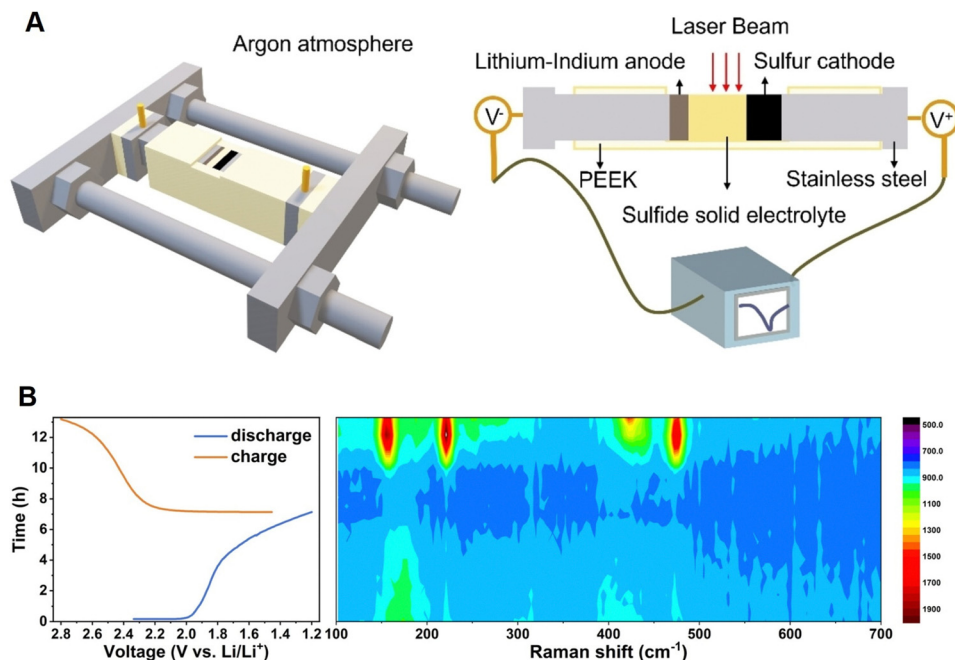 A
Argon atmosphere
Laser Beam
Lithium-Indium anode
Sulfur cathode
V-
V+
PEEK
Stainless steel
Sulfide solid electrolyte
B
Time (h)
12
10
8
6
4
2
0
discharge
charge
2.8 2.6 2.4 2.2 2.0 1.8 1.6 1.4 1.2
Voltage (V vs. Li/Li⁺)
100 200 300 400 500 600 700
Raman shift (cm⁻¹)
500.0
700.0
900.0
1100
1300
1500
1700
1900